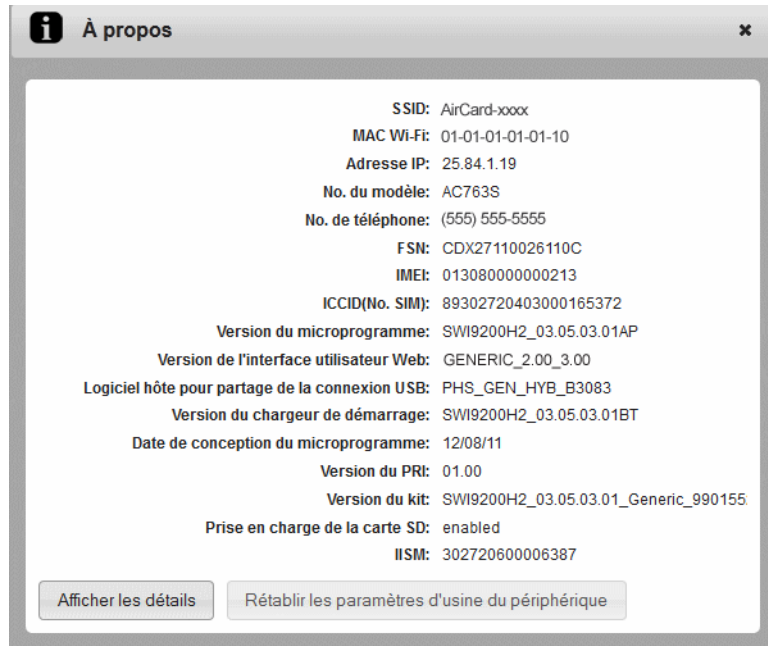 À propos
SSID: AirCard-xxxx
MAC Wi-Fi: 01-01-01-01-01-10
Adresse IP: 25.84.1.19
No. du modèle: AC763S
No. de téléphone: (555) 555-5555
FSN: CDX27110026110C
IMEI: 013080000000213
ICCID(No. SIM): 89302720403000165372
Version du microprogramme: SWI9200H2_03.05.03.01AP
Version de l'interface utilisateur Web: GENERIC_2.00_3.00
Logiciel hôte pour partage de la connexion USB: PHS_GEN_HYB_B3083
Version du chargeur de démarrage: SWI9200H2_03.05.03.01BT
Date de conception du microprogramme: 12/08/11
Version du PRI: 01.00
Version du kit: SWI9200H2_03.05.03.01_Generic_990155
Prise en charge de la carte SD: enabled
IISM: 302720600006387
Afficher les détails Rétablir les paramètres d'usine du périphérique